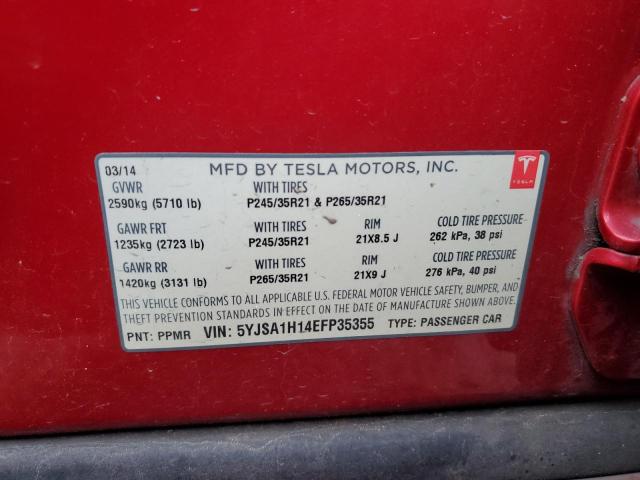 03/14 MFD BY TESLA MOTORS, INC.
GVWR WITH TIRES
2590kg (5710 lb) P245/35R21 & P265/35R21
GAWR FRT WITH TIRES RIM COLD TIRE PRESSURE
1235kg (2723 lb) P245/35R21 21X8.5 J 262 kPa, 38 psi
GAWR RR WITH TIRES RIM COLD TIRE PRESSURE
1420kg (3131 lb) P265/35R21 21X9 J 276 kPa, 40 psi
THIS VEHICLE CONFORMS TO ALL APPLICABLE U.S. FEDERAL MOTOR VEHICLE SAFETY, BUMPER, AND
THEFT PREVENTION STANDARDS IN EFFECT ON THE DATE OF MANUFACTURE SHOWN ABOVE.
PNT: PPMR VIN: 5YJSA1H14EFP35355 TYPE: PASSENGER CAR
TESLA